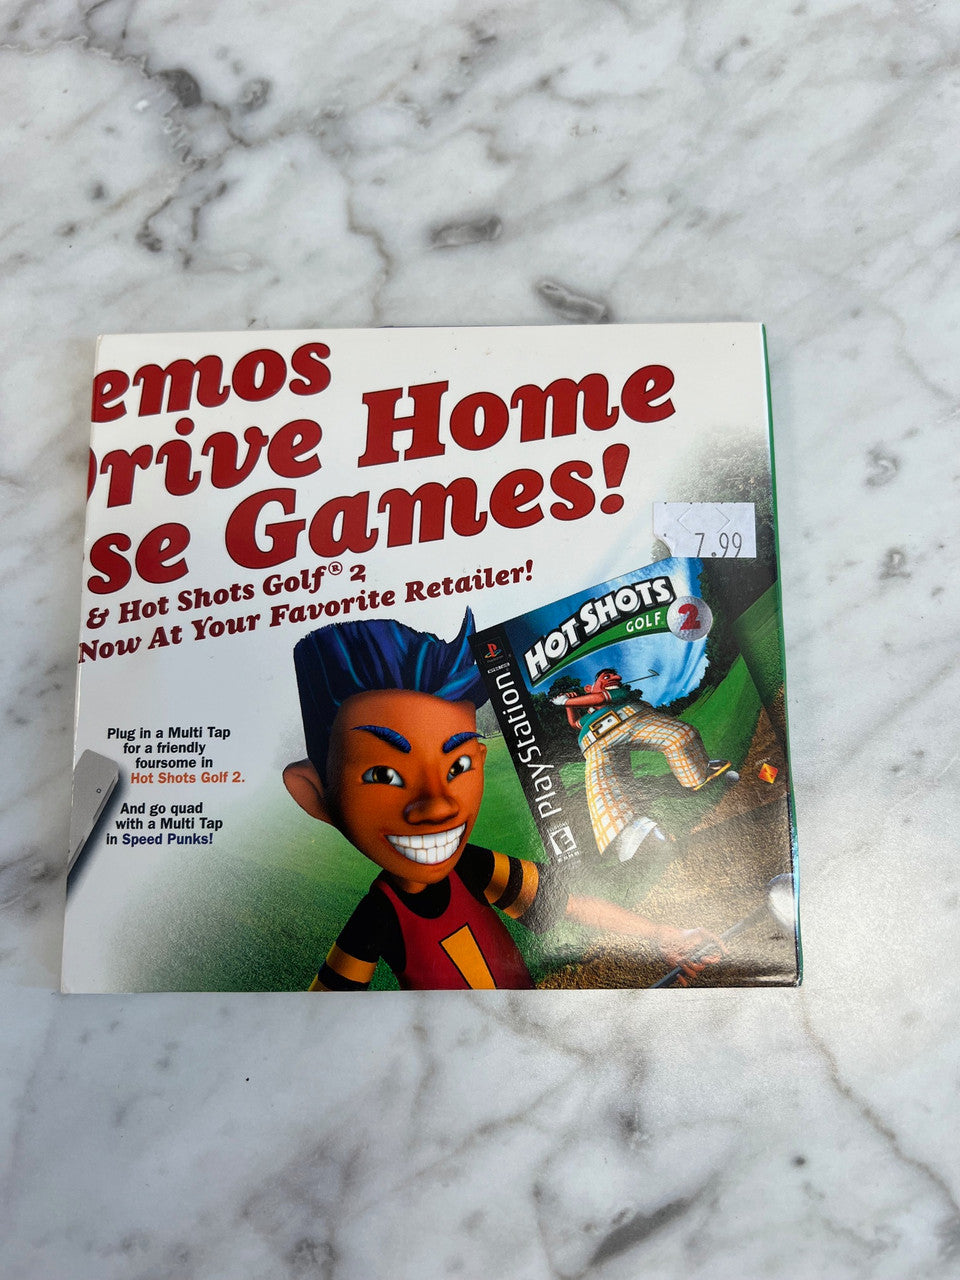 emos
rive Home
se Games!
& Hot Shots Golf® 2
Now At Your Favorite Retailer!
7.99
HOT SHOTS
GOLF 2
PlayStation
E
Plug in a Multi Tap
for a friendly
foursome in
Hot Shots Golf 2.
And go quad
with a Multi Tap
in Speed Punks!